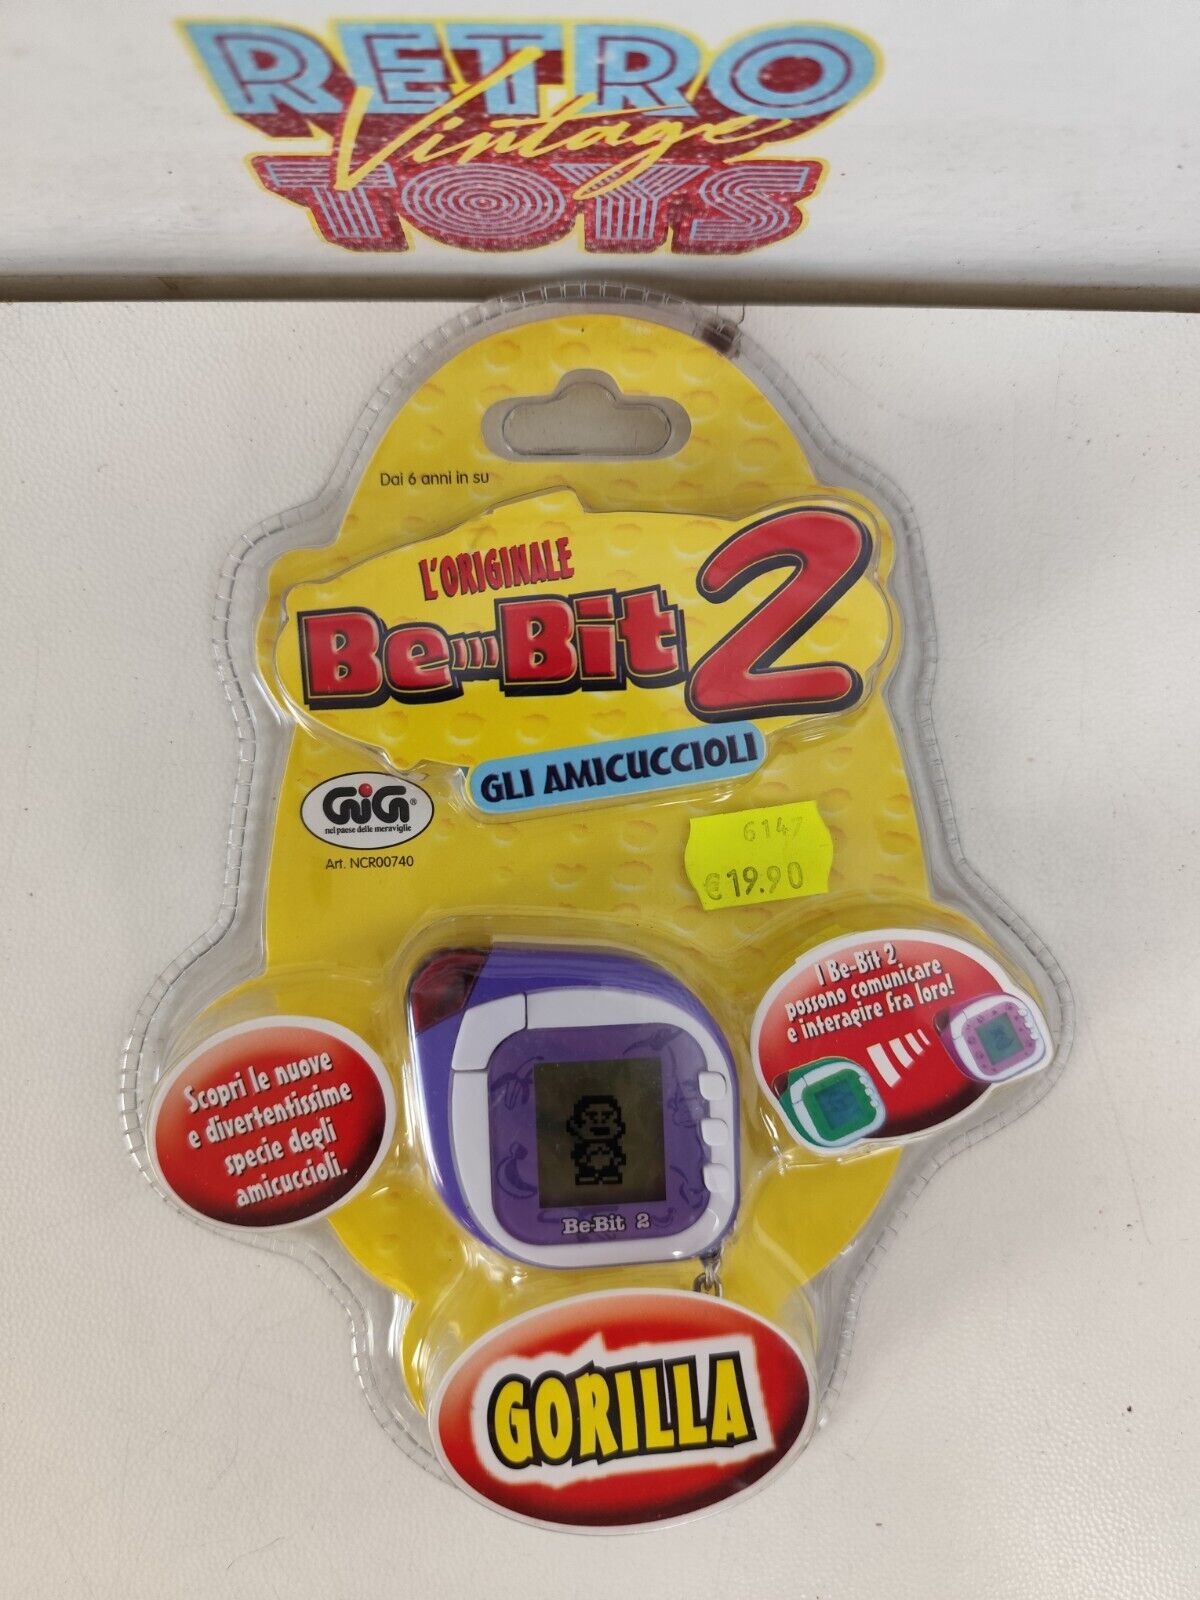 RETRO
Vintage
TOYS
Dai 6 anni in su
L'ORIGINALE
Be-Bit 2
GLI AMICUCCIOLI
GiG®
nel paese delle meraviglie
Art. NCR00740
6147
€19.90
I Be-Bit 2
possono comunicare
e interagire fra loro!
Scopri le nuove
e divertentissime
specie degli
amicuccioli.
Be-Bit 2
GORILLA